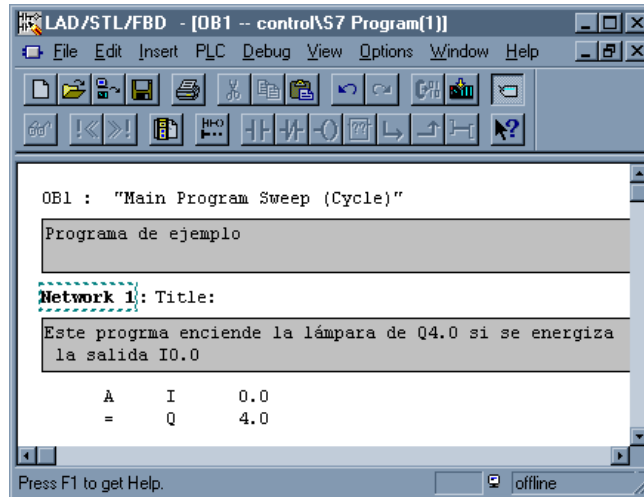 LAD/STL/FBD - [OB1 -- control\S7 Program(1)]
File Edit Insert PLC Debug View Options Window Help
OB1 : "Main Program Sweep (Cycle)"
Programa de ejemplo
Network 1: Title:
Este progrma enciende la lámpara de Q4.0 si se energiza
la salida I0.0
A I 0.0
= Q 4.0
Press F1 to get Help.
offline